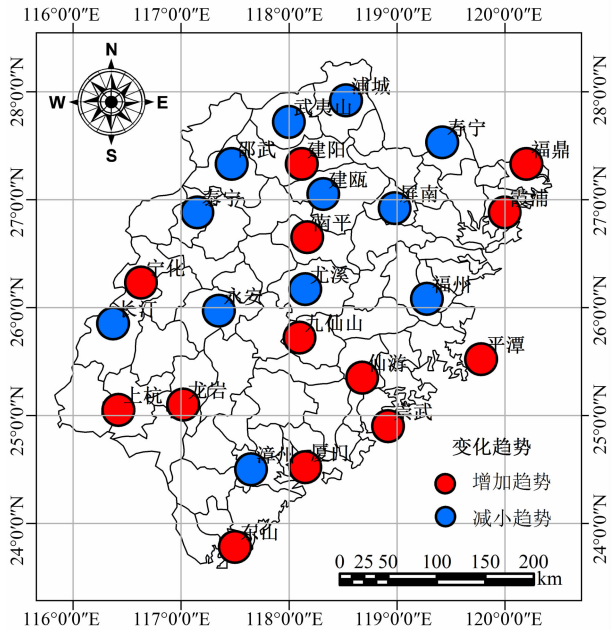 116°0′0″E 117°0′0″E 118°0′0″E 119°0′0″E 120°0′0″E
N
W E
S
28°0′0″N 28°0′0″N
27°0′0″N 27°0′0″N
26°0′0″N 26°0′0″N
25°0′0″N 25°0′0″N
24°0′0″N 24°0′0″N
浦城
武夷山
寿宁
邵武
建阳
福鼎
建瓯
泰宁
屏南
霞浦
南平
宁化
尤溪
福州
长汀
永安
九仙山
平潭
仙游
上杭
龙岩
崇武
漳州
厦门
东山
变化趋势
增加趋势
减小趋势
0 25 50 100 150 200
km
116°0′0″E 117°0′0″E 118°0′0″E 119°0′0″E 120°0′0″E